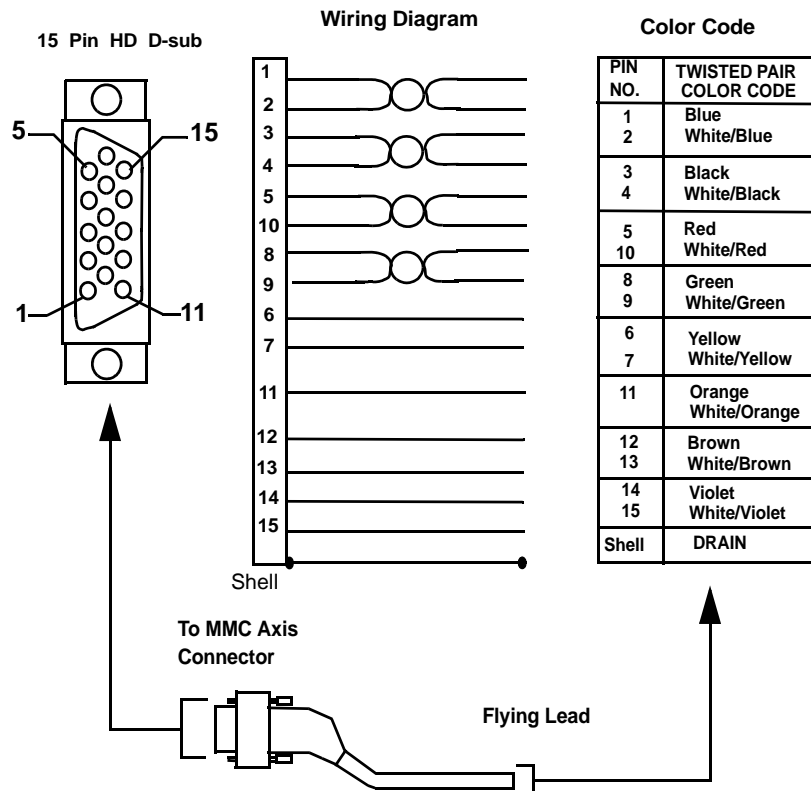 15 Pin HD D-sub
5
15
1
11
Wiring Diagram
1
2
3
4
5
10
8
9
6
7
11
12
13
14
15
Shell
Color Code
PIN NO. TWISTED PAIR COLOR CODE
1 Blue
2 White/Blue
3 Black
4 White/Black
5 Red
10 White/Red
8 Green
9 White/Green
6 Yellow
7 White/Yellow
11 Orange
White/Orange
12 Brown
13 White/Brown
14 Violet
15 White/Violet
Shell DRAIN
To MMC Axis
Connector
Flying Lead